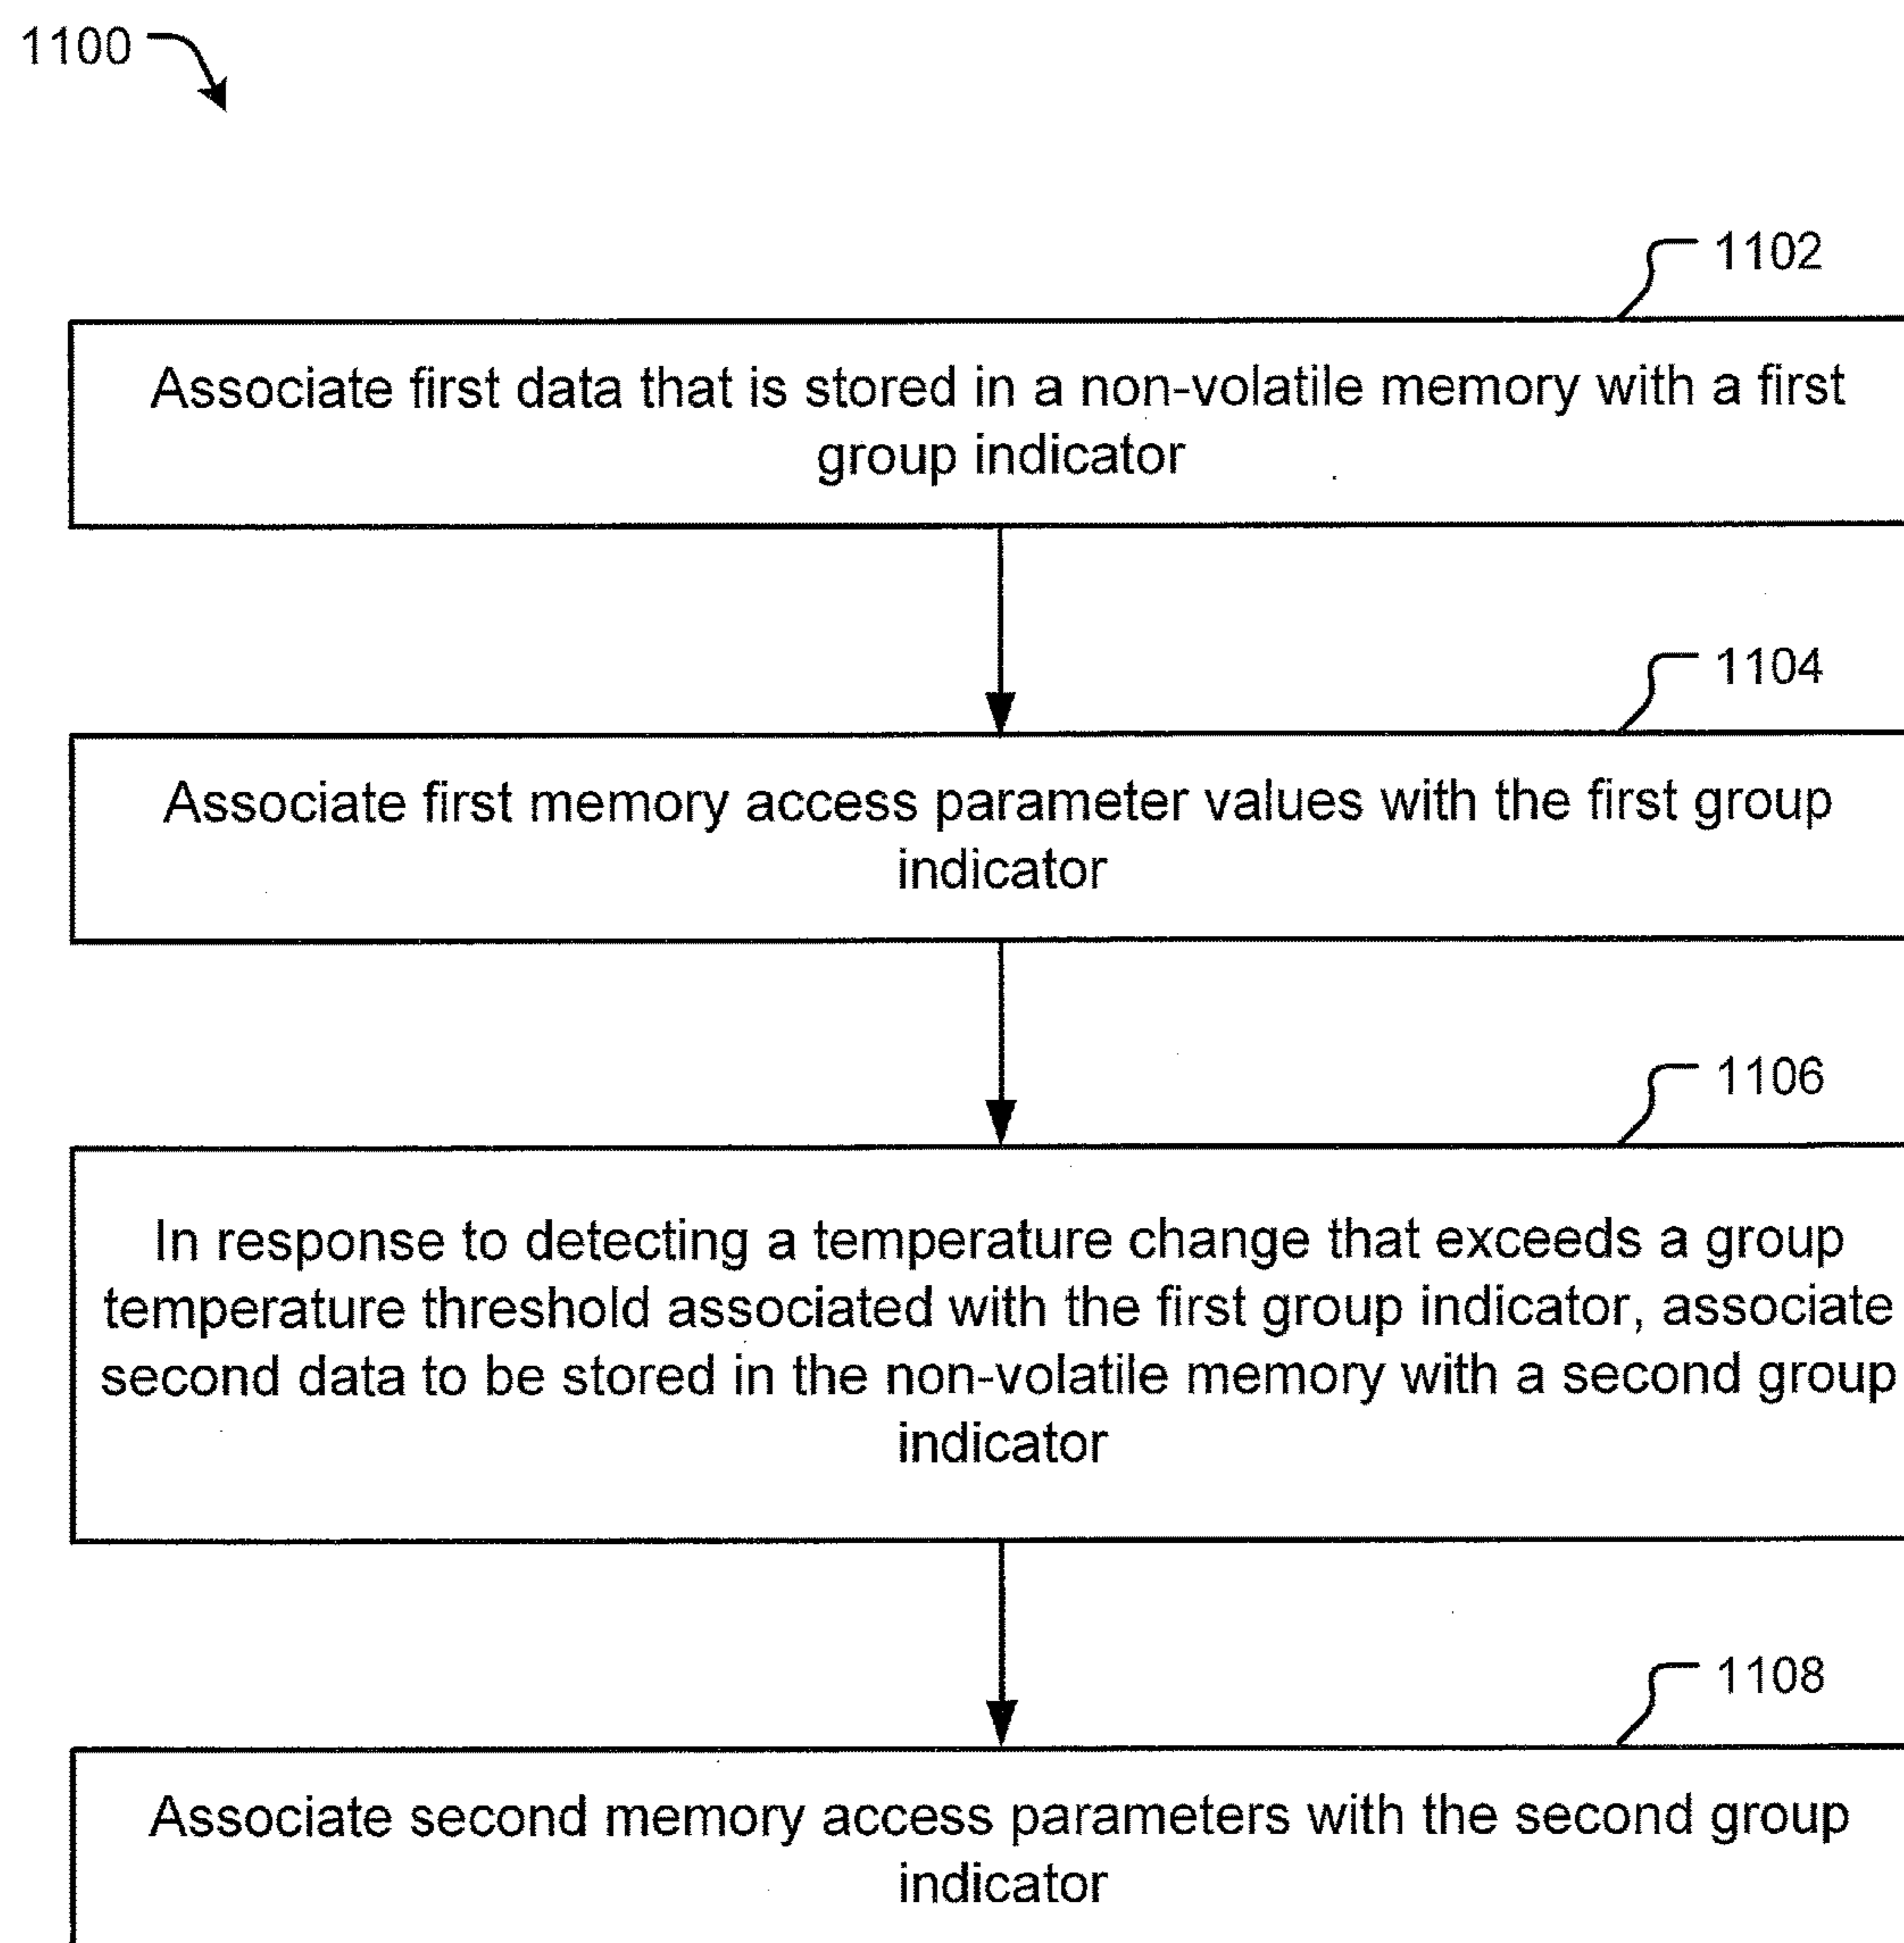 1100
1102
Associate first data that is stored in a non-volatile memory with a first
group indicator
1104
Associate first memory access parameter values with the first group
indicator
1106
In response to detecting a temperature change that exceeds a group
temperature threshold associated with the first group indicator, associate
second data to be stored in the non-volatile memory with a second group
indicator
1108
Associate second memory access parameters with the second group
indicator